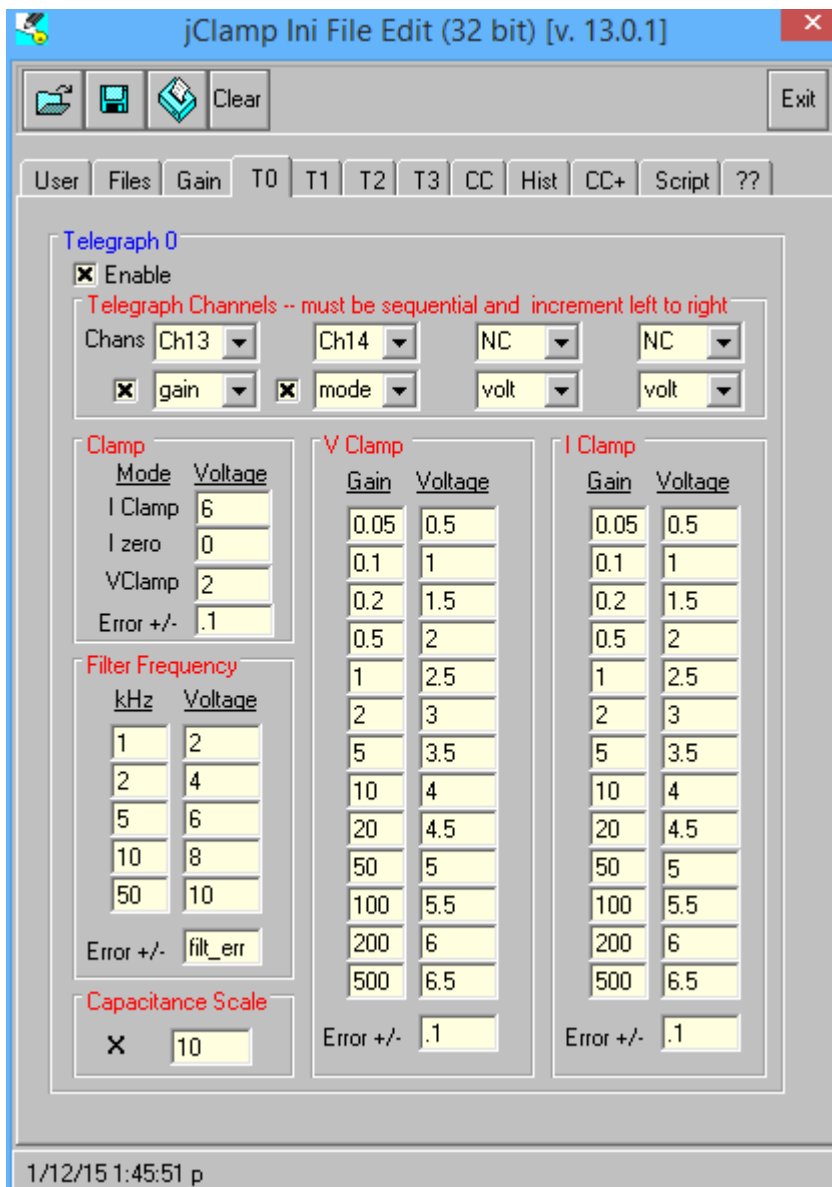 jClamp Ini File Edit (32 bit) [v. 13.0.1]
Clear Exit
User Files Gain T0 T1 T2 T3 CC Hist CC+ Script ??
Telegraph 0
Enable
Telegraph Channels -- must be sequential and increment left to right
Chans Ch13 Ch14 NC NC
gain mode volt volt
Clamp
Mode Voltage
I Clamp 6
I zero 0
VClamp 2
Error +/- .1
Filter Frequency
kHz Voltage
1 2
2 4
5 6
10 8
50 10
Error +/- filt_err
Capacitance Scale
X 10
V Clamp
Gain Voltage
0.05 0.5
0.1 1
0.2 1.5
0.5 2
1 2.5
2 3
5 3.5
10 4
20 4.5
50 5
100 5.5
200 6
500 6.5
Error +/- .1
I Clamp
Gain Voltage
0.05 0.5
0.1 1
0.2 1.5
0.5 2
1 2.5
2 3
5 3.5
10 4
20 4.5
50 5
100 5.5
200 6
500 6.5
Error +/- .1
1/12/15 1:45:51 p